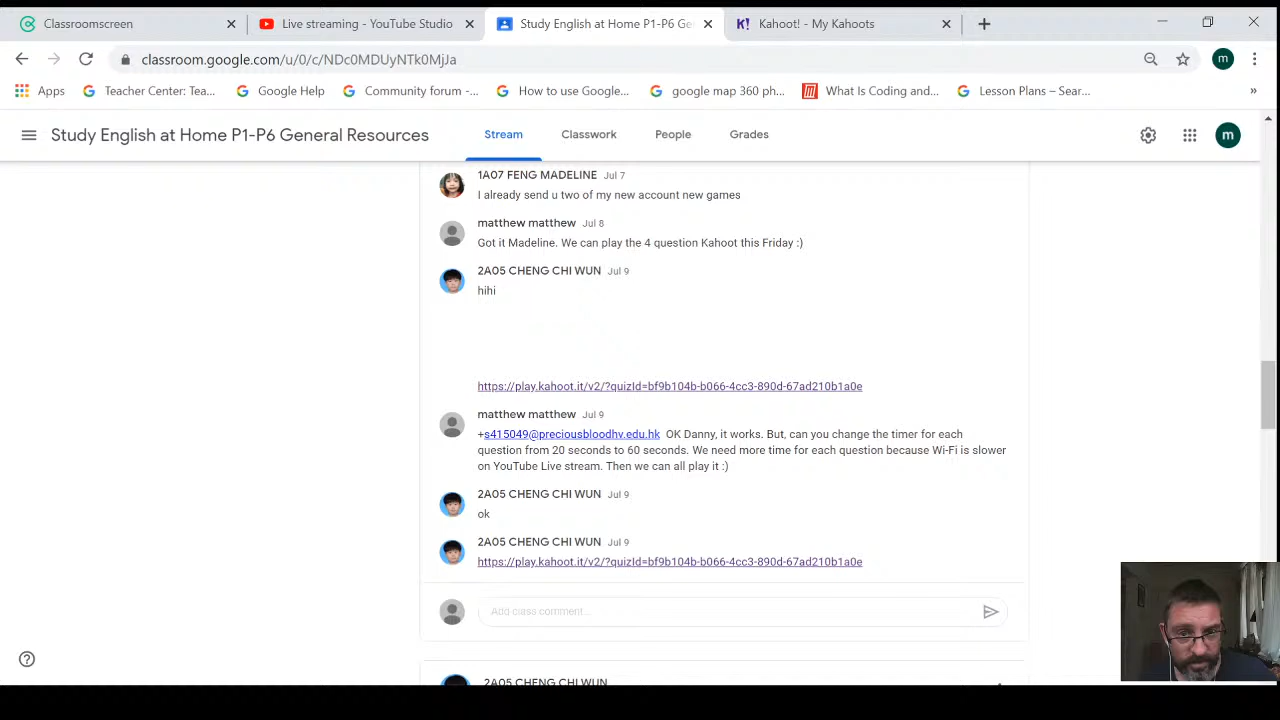 Classroomscreen
Live streaming - YouTube Studio
Study English at Home P1-P6 Ge
Kahoot! - My Kahoots
classroom.google.com/u/0/c/NDc0MDUyNTk0MjJa
m
Apps
Teacher Center: Tea...
Google Help
Community forum -...
How to use Google...
google map 360 ph...
What Is Coding and...
Lesson Plans – Sear...
»
Study English at Home P1-P6 General Resources
Stream
Classwork
People
Grades
m
1A07 FENG MADELINE Jul 7
I already send u two of my new account new games
matthew matthew Jul 8
Got it Madeline. We can play the 4 question Kahoot this Friday :)
2A05 CHENG CHI WUN Jul 9
hihi
https://play.kahoot.it/v2/?quizId=bf9b104b-b066-4cc3-890d-67ad210b1a0e
matthew matthew Jul 9
+s415049@preciousbloodhv.edu.hk OK Danny, it works. But, can you change the timer for each
question from 20 seconds to 60 seconds. We need more time for each question because Wi-Fi is slower
on YouTube Live stream. Then we can all play it :)
2A05 CHENG CHI WUN Jul 9
ok
2A05 CHENG CHI WUN Jul 9
https://play.kahoot.it/v2/?quizId=bf9b104b-b066-4cc3-890d-67ad210b1a0e
Add class comment...
2A05 CHENG CHI WUN